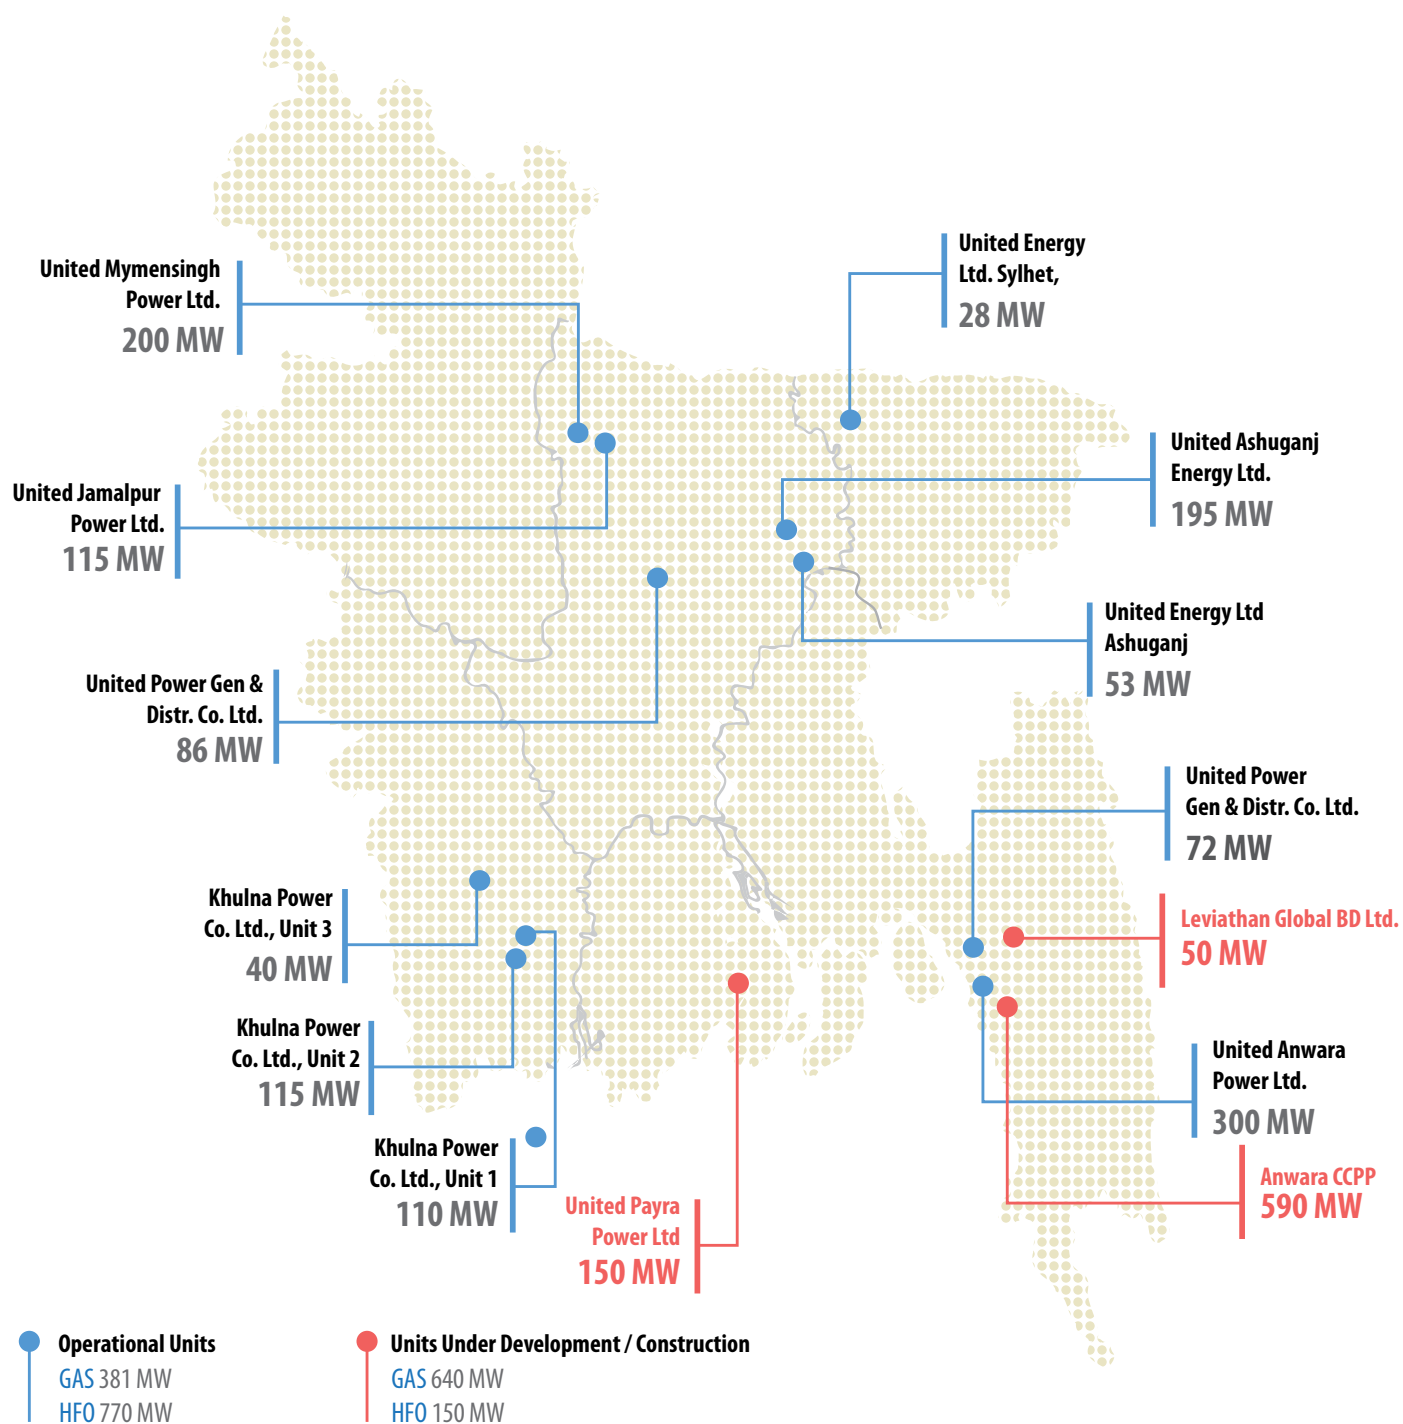 United Mymensingh
Power Ltd.
200 MW
United Energy
Ltd. Sylhet,
28 MW
United Ashuganj
Energy Ltd.
195 MW
United Jamalpur
Power Ltd.
115 MW
United Energy Ltd
Ashuganj
53 MW
United Power Gen &
Distr. Co. Ltd.
86 MW
United Power
Gen & Distr. Co. Ltd.
72 MW
Khulna Power
Co. Ltd., Unit 3
40 MW
Leviathan Global BD Ltd.
50 MW
Khulna Power
Co. Ltd., Unit 2
115 MW
United Anwara
Power Ltd.
300 MW
Khulna Power
Co. Ltd., Unit 1
110 MW
United Payra
Power Ltd
150 MW
Anwara CCPP
590 MW
Operational Units
GAS 381 MW
HFO 770 MW
Units Under Development / Construction
GAS 640 MW
HFO 150 MW